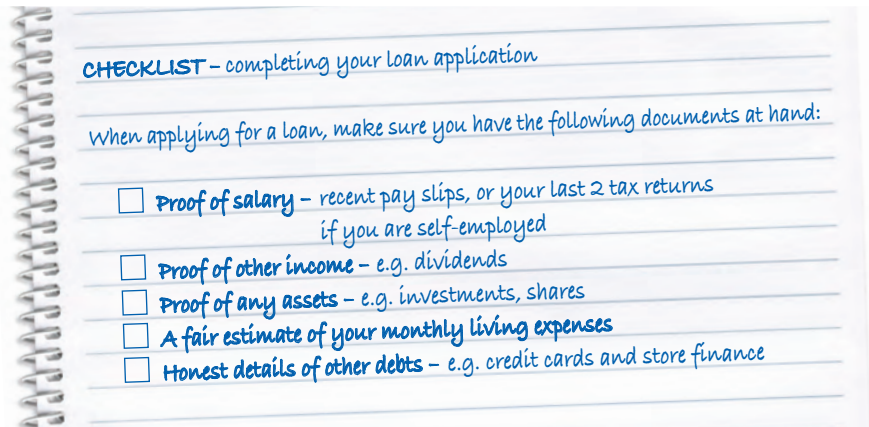 CHECKLIST – completing your loan application
When applying for a loan, make sure you have the following documents at hand:
Proof of salary – recent pay slips, or your last 2 tax returns
if you are self-employed
Proof of other income – e.g. dividends
Proof of any assets – e.g. investments, shares
A fair estimate of your monthly living expenses
Honest details of other debts – e.g. credit cards and store finance